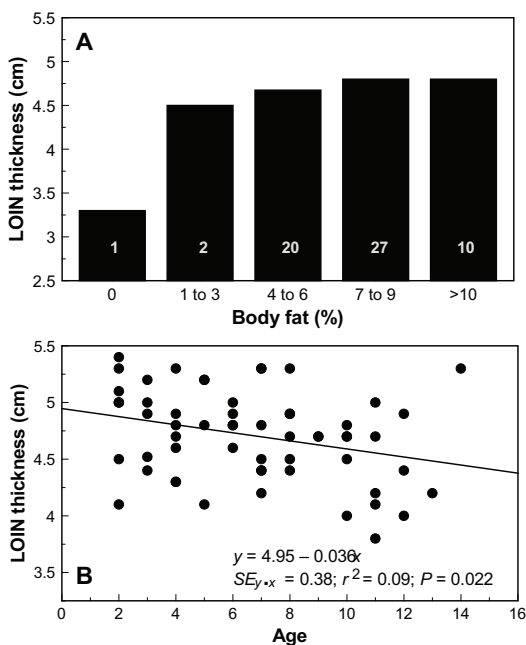 A
LOIN thickness (cm)
5.5
5
4.5
4
3.5
3
2.5
1
2
20
27
10
0
1 to 3
4 to 6
7 to 9
>10
Body fat (%)
LOIN thickness (cm)
5.5
5
4.5
4
3.5
B
y = 4.95 – 0.036x
SEy•x = 0.38; r2 = 0.09; P = 0.022
0
2
4
6
8
10
12
14
16
Age